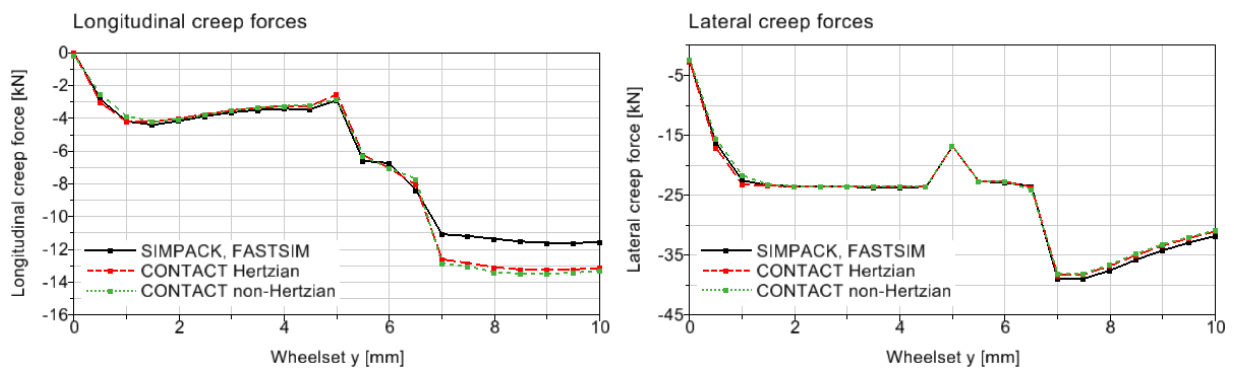 Longitudinal creep forces
Longitudinal creep force [kN]
0
-2
-4
-6
-8
-10
-12
-14
-16
SIMPACK, FASTSIM
CONTACT Hertzian
CONTACT non-Hertzian
0 2 4 6 8 10
Wheelset y [mm]
Lateral creep forces
Lateral creep force [kN]
-5
-15
-25
-35
-45
SIMPACK, FASTSIM
CONTACT Hertzian
CONTACT non-Hertzian
0 2 4 6 8 10
Wheelset y [mm]